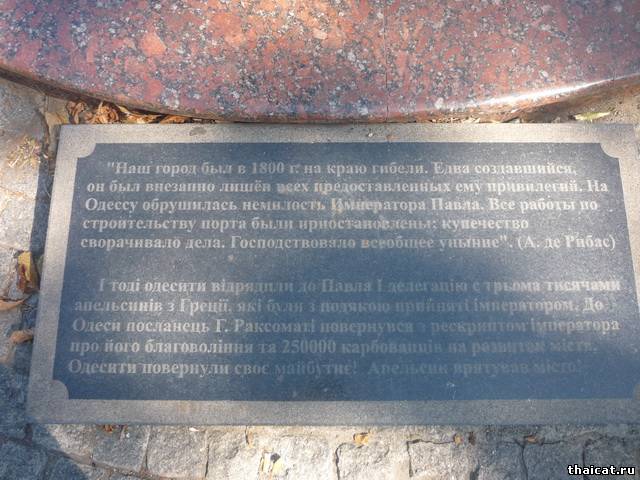 "Наш город был в 1800 г. на краю гибели. Едва создавшийся,
он был внезапно лишён всех предоставленных ему привилегий. На
Одессу обрушилась немилость Императора Павла. Все работы по
строительству порта были приостановлены; купечество
сворачивало дела. Господствовало всеобщее уныние". (А. де Рибас)
І тоді одесити відрядили до Павла І делегацію с трьома тисячами
апельсинів з Греції, які були з подякою прийняті імператором. До
Одеси посланець Г. Раксоматі повернувся з рескриптом імператора
про його благовоління та 250000 карбованців на розвиток міста.
Одесити повернули своє майбутнє! Апельсин врятував місто!
thaicat.ru